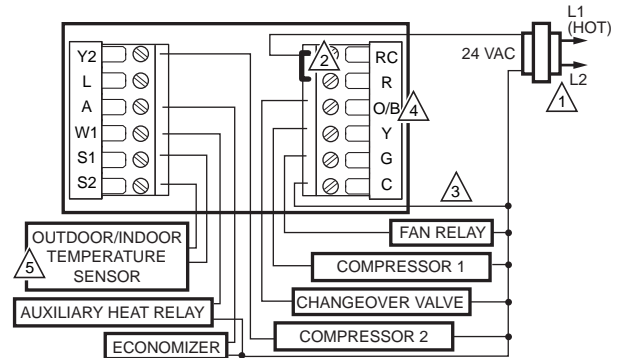 L1
(HOT)
24 VAC
L2
1
Y2
L
A
W1
S1
S2
2
RC
R
O/B
4
Y
G
C
3
FAN RELAY
OUTDOOR/INDOOR
TEMPERATURE
SENSOR
5
COMPRESSOR 1
CHANGEOVER VALVE
AUXILIARY HEAT RELAY
COMPRESSOR 2
ECONOMIZER